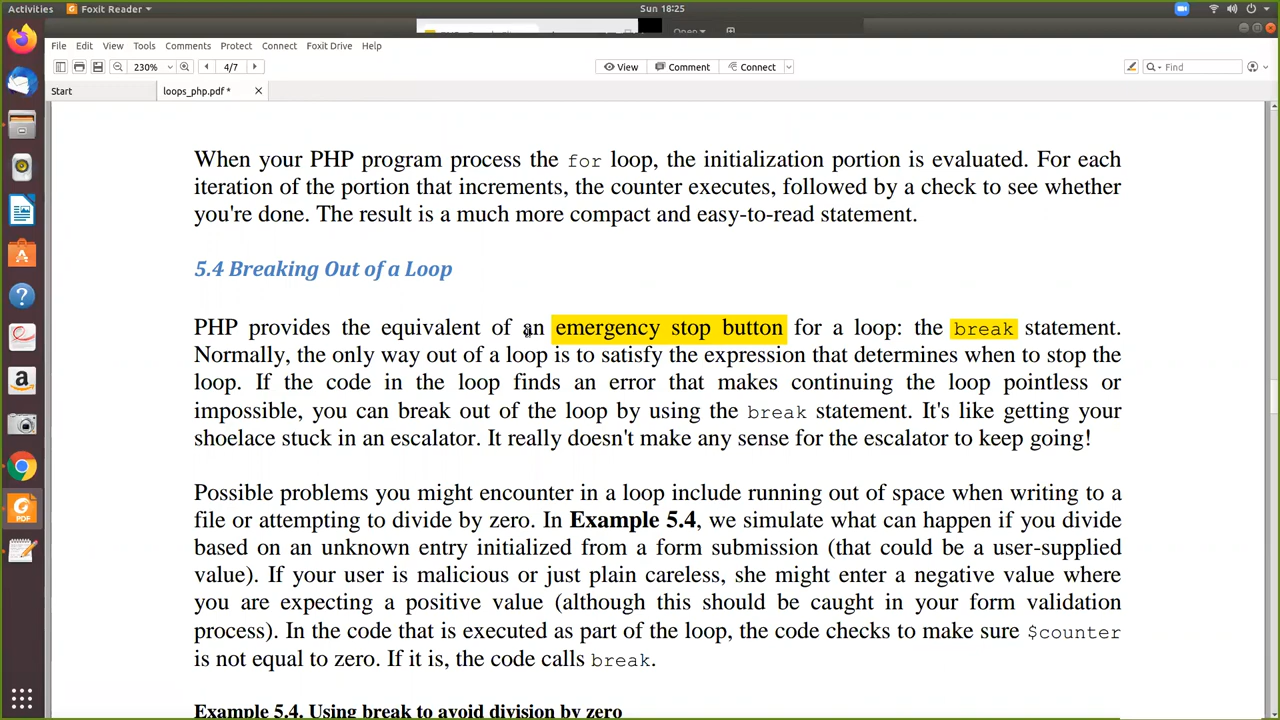 Activities
Foxit Reader
Sun 18:25
File Edit View Tools Comments Protect Connect Foxit Drive Help
230% 4/7 View Comment Connect Find
Start loops_php.pdf *
When your PHP program process the for loop, the initialization portion is evaluated. For each
iteration of the portion that increments, the counter executes, followed by a check to see whether
you're done. The result is a much more compact and easy-to-read statement.
5.4 Breaking Out of a Loop
PHP provides the equivalent of an emergency stop button for a loop: the break statement.
Normally, the only way out of a loop is to satisfy the expression that determines when to stop the
loop. If the code in the loop finds an error that makes continuing the loop pointless or
impossible, you can break out of the loop by using the break statement. It's like getting your
shoelace stuck in an escalator. It really doesn't make any sense for the escalator to keep going!
Possible problems you might encounter in a loop include running out of space when writing to a
file or attempting to divide by zero. In Example 5.4, we simulate what can happen if you divide
based on an unknown entry initialized from a form submission (that could be a user-supplied
value). If your user is malicious or just plain careless, she might enter a negative value where
you are expecting a positive value (although this should be caught in your form validation
process). In the code that is executed as part of the loop, the code checks to make sure $counter
is not equal to zero. If it is, the code calls break.
Example 5.4. Using break to avoid division by zero